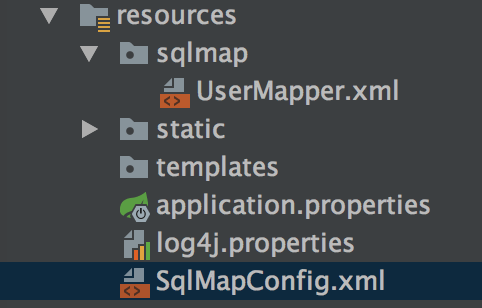 resources
sqlmap
UserMapper.xml
static
templates
application.properties
log4j.properties
SqlMapConfig.xml